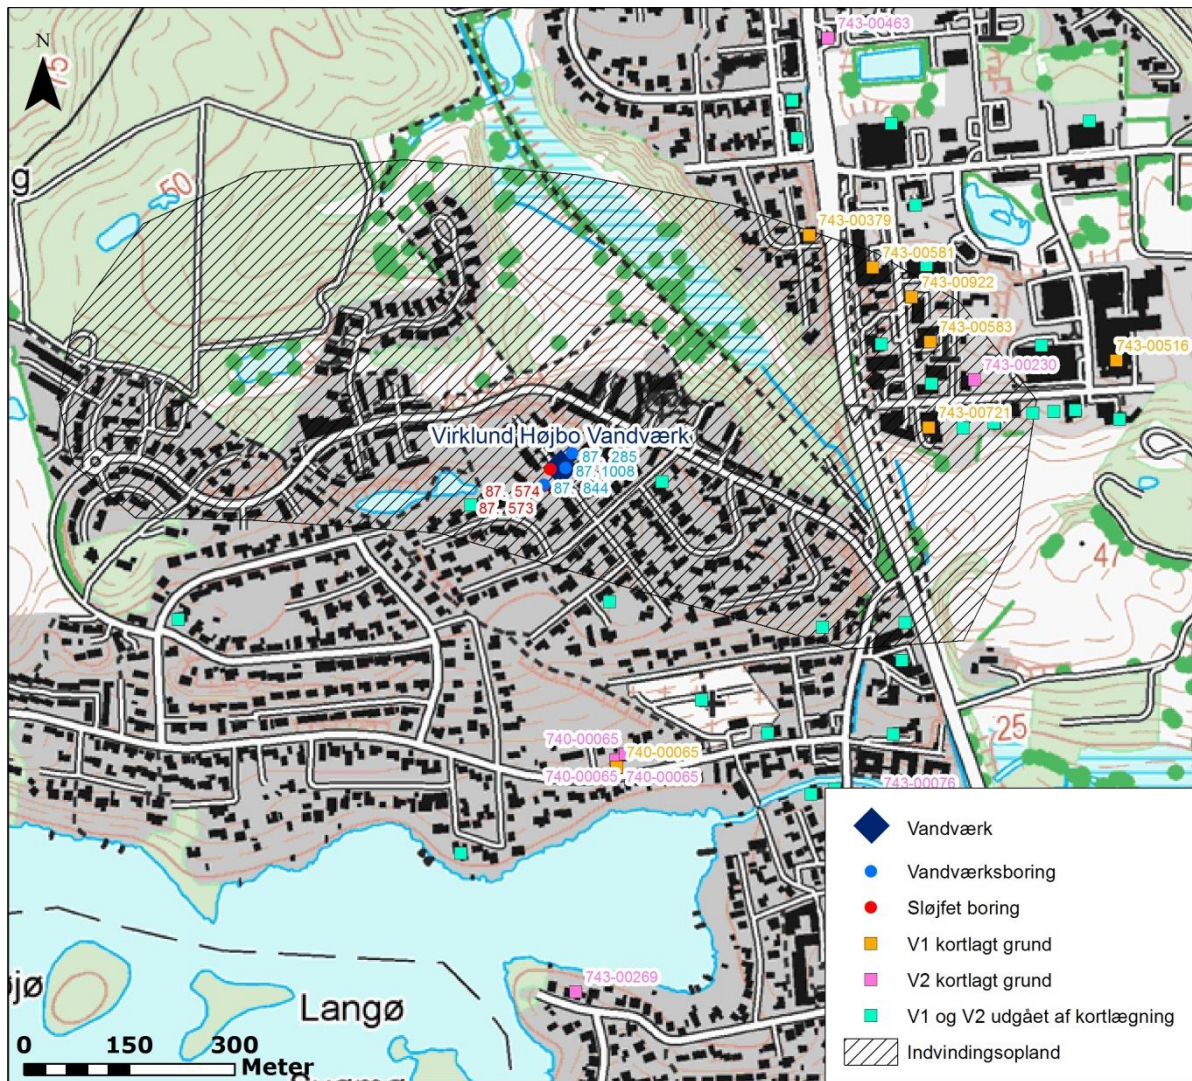 N
743-00463
75
g
50
743-00379
743-00581
743-00922
743-00583
743-00516
743-00230
743-00721
Virklund Højbo Vandværk
87. 285
87. 1008
87. 574
87. 844
87. 573
47
25
740-00065
740-00065
740-00065
740-00065
743-00076
Vandværk
Vandværksboring
Sløjfet boring
V1 kortlagt grund
V2 kortlagt grund
V1 og V2 udgået af kortlægning
Indvindingsopland
743-00269
Langø
0 150 300
Meter